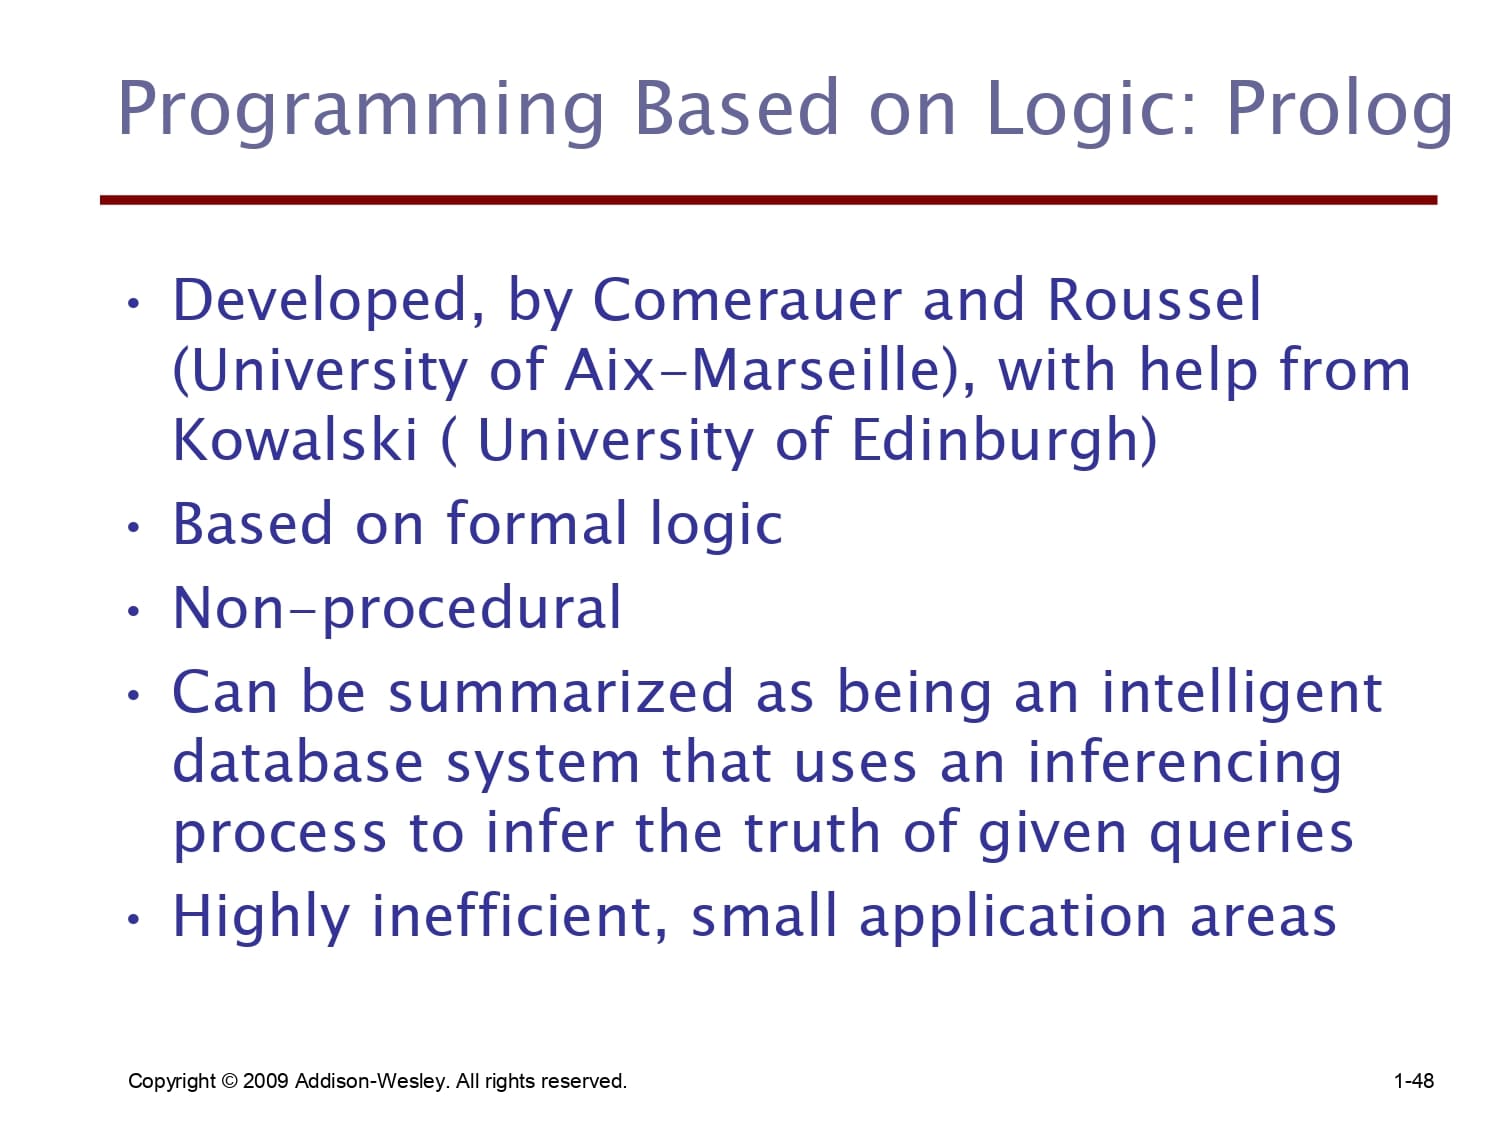 Programming Based on Logic: Prolog
• Developed, by Comerauer and Roussel
(University of Aix-Marseille), with help from
Kowalski ( University of Edinburgh)
• Based on formal logic
• Non-procedural
• Can be summarized as being an intelligent
database system that uses an inferencing
process to infer the truth of given queries
• Highly inefficient, small application areas
Copyright © 2009 Addison-Wesley. All rights reserved.
1-48